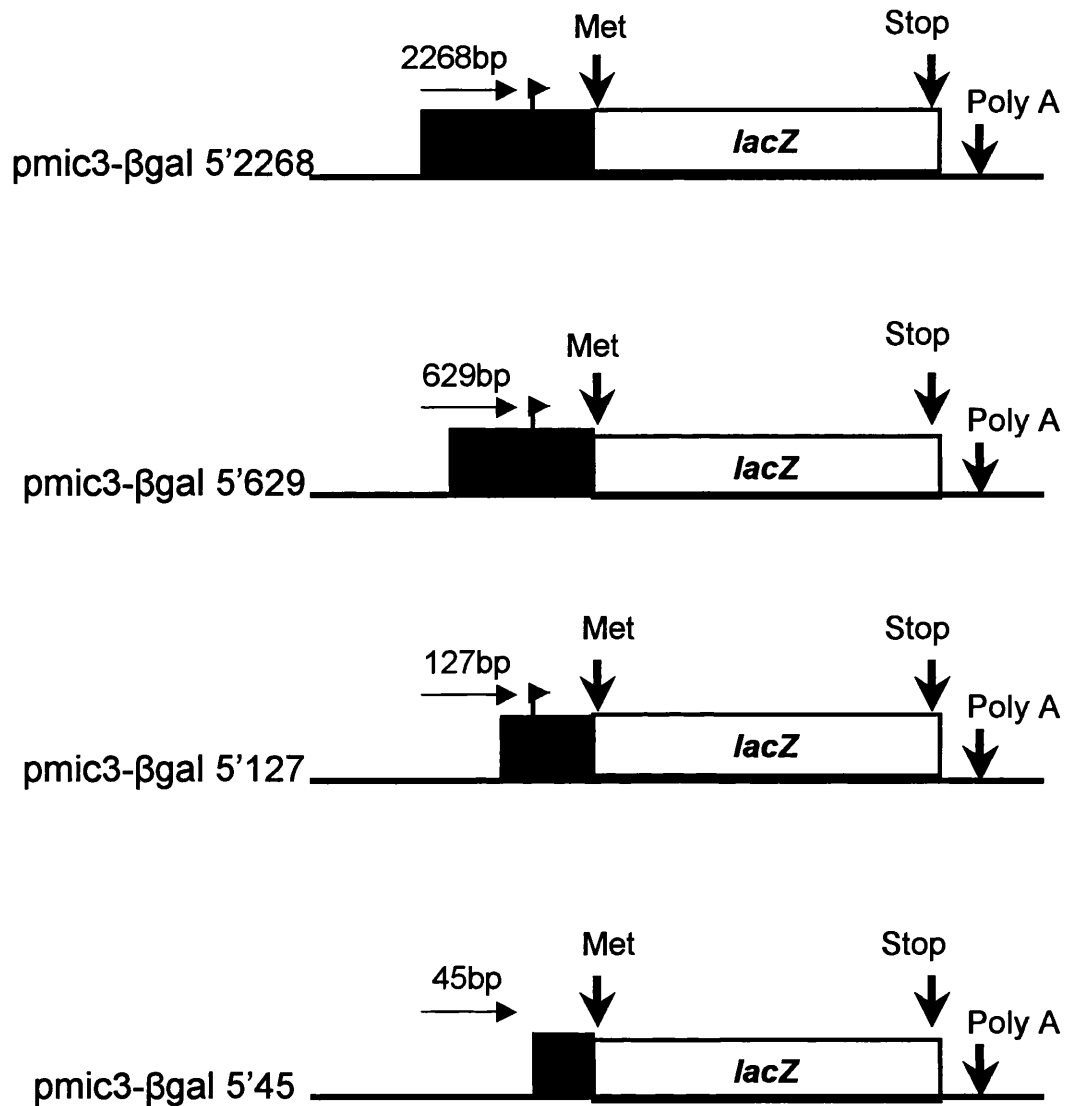 Met
Stop
2268bp
Poly A
lacZ
pmic3-βgal 5'2268
Met
Stop
629bp
Poly A
lacZ
pmic3-βgal 5'629
Met
Stop
127bp
Poly A
lacZ
pmic3-βgal 5'127
Met
Stop
45bp
Poly A
lacZ
pmic3-βgal 5'45